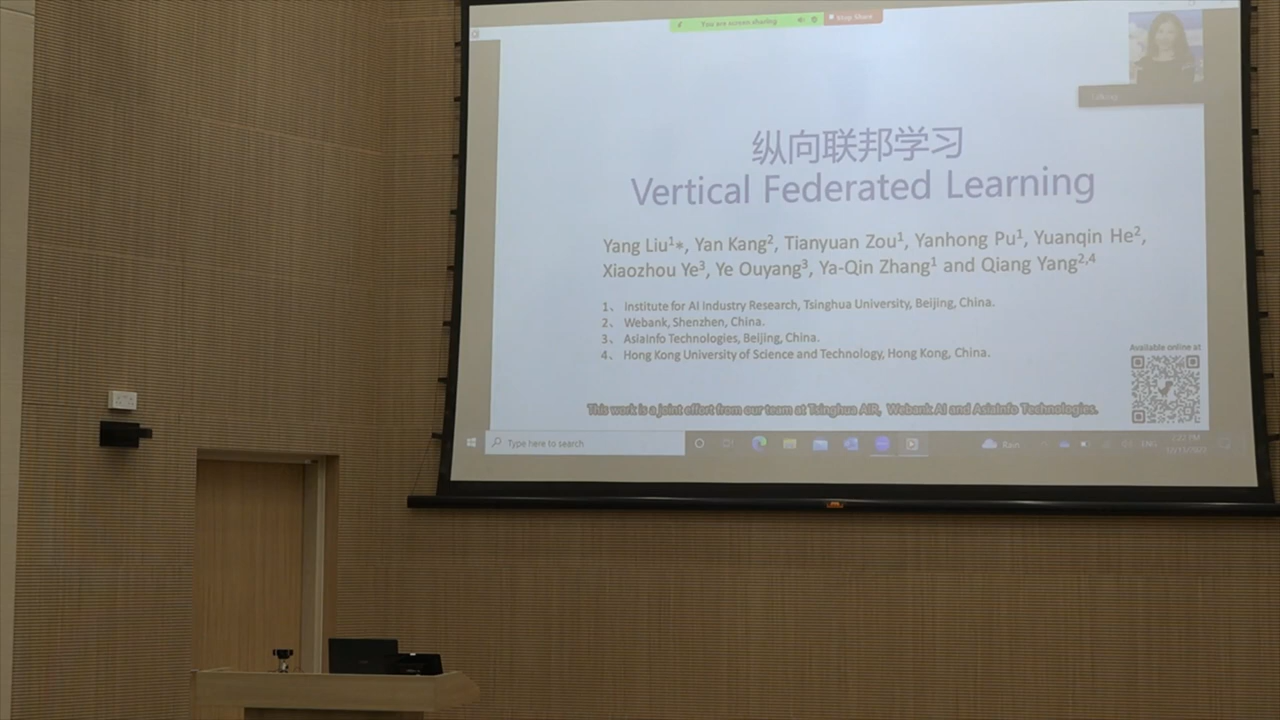 You are screen sharing
Stop Share
纵向联邦学习
Vertical Federated Learning
Yang Liu¹*, Yan Kang², Tianyuan Zou¹, Yanhong Pu¹, Yuanqin He²,
Xiaozhou Ye³, Ye Ouyang³, Ya-Qin Zhang¹ and Qiang Yang²,⁴
1、 Institute for AI Industry Research, Tsinghua University, Beijing, China.
2、 Webank, Shenzhen, China.
3、 AsiaInfo Technologies, Beijing, China.
4、 Hong Kong University of Science and Technology, Hong Kong, China.
Available online at
This work is a joint effort from our team at Tsinghua AIR, Webank AI and AsiaInfo Technologies.
Type here to search
Rain
ENG
7:27 PM